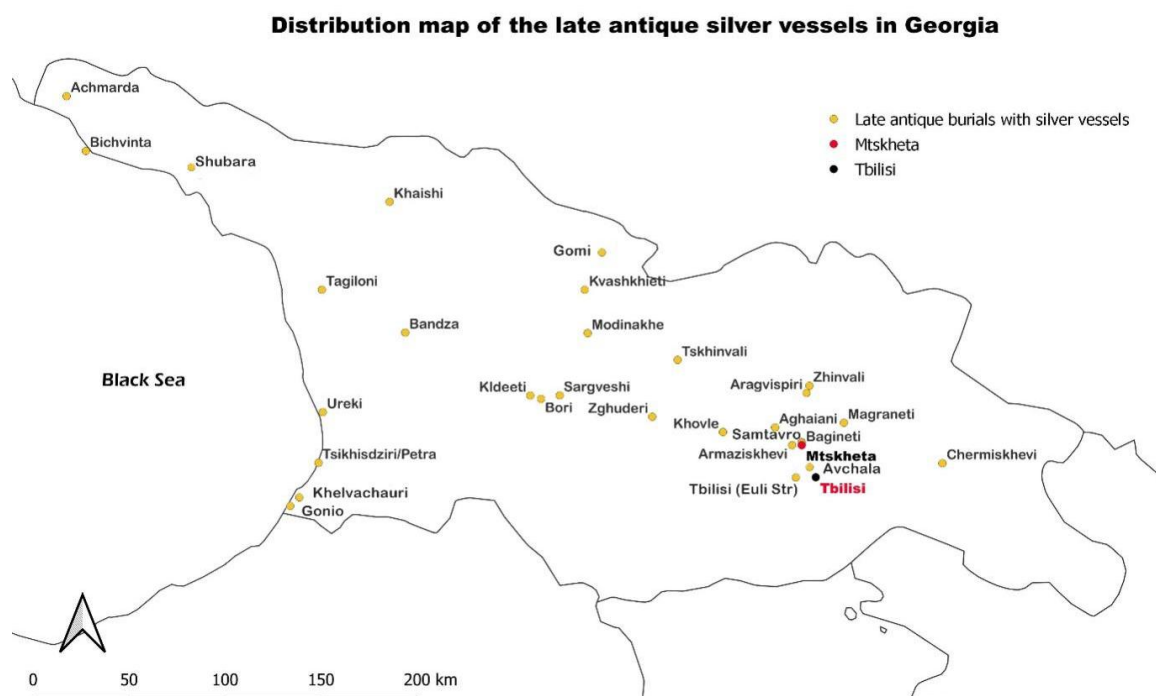 Distribution map of the late antique silver vessels in Georgia
Achmarda
Late antique burials with silver vessels
Bichvinta
Mtskheta
Shubara
Tbilisi
Khaishi
Gomi
Tagiloni
Kvashkhieti
Bandza
Modinakhe
Tskhinvali
Black Sea
Zhinvali
Aragvispiri
Kldeeti
Sargveshi
Bori
Ureki
Zghuderi
Khovle
Aghaiani
Magraneti
Samtavro
Bagineti
Armaziskhevi
Mtskheta
Tsikhisdziri/Petra
Avchala
Chermiskhevi
Tbilisi (Euli Str)
Tbilisi
Khelvachauri
Gonio
0 50 100 150 200 km